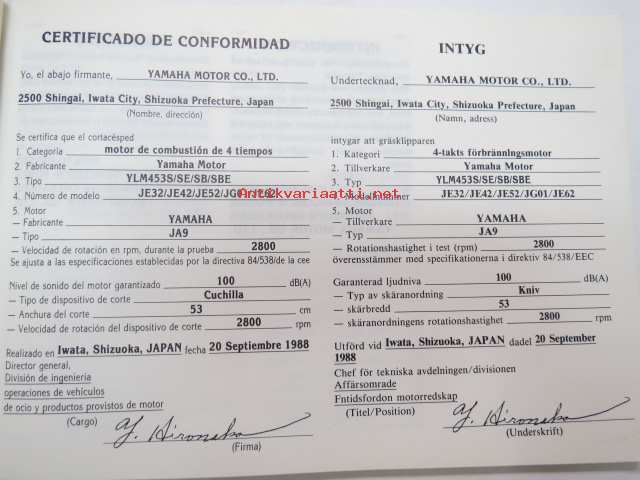 CERTIFICADO DE CONFORMIDAD
Yo, el abajo firmante, YAMAHA MOTOR CO., LTD.
2500 Shingai, Iwata City, Shizuoka Prefecture, Japan
(Nombre, dirección)
Se certifica que el cortacésped
1. Categoría motor de combustión de 4 tiempos
2. Fabricante Yamaha Motor
3. Tipo YLM453S/SE/SB/SBE
4. Número de modelo JE32/JE42/JE52/JG01/JE62
5. Motor
— Fabricante YAMAHA
— Tipo JA9
— Velocidad de rotación en rpm, durante la prueba 2800
Se ajusta a las especificaciones establecidas por la directiva 84/538/de la cee
Nivel de sonido del motor garantizado 100 dB(A)
— Tipo de dispositivo de corte Cuchilla
— Anchura del corte 53 cm
— Velocidad de rotación del dispositivo de corte 2800 rpm
Realizado en Iwata, Shizuoka, JAPAN fecha 20 Septiembre 1988
Director general,
División de ingeniería
operaciones de vehículos
de ocio y productos provistos de motor
(Cargo) Y. Hironaka
(Firma)
INTYG
Undertecknad, YAMAHA MOTOR CO., LTD.
2500 Shingai, Iwata City, Shizuoka Prefecture, Japan
(Namn, adress)
intygar att gräsklipparen
1. Kategori 4-takts förbränningsmotor
2. Tillverkare Yamaha Motor
3. Typ YLM453S/SE/SB/SBE
4. Modellnummer JE32/JE42/JE52/JG01/JE62
5. Motor
— Tillverkare YAMAHA
— Typ JA9
— Rotationshastighet i test (rpm) 2800
överensstämmer med specifikationerna i direktiv 84/538/EEC
Garanterad ljudniva 100 dB(A)
— Typ av skäranordning Kniv
— skärbredd 53
— skäranordningens rotationshastighet 2800 rpm
Utförd vid Iwata, Shizuoka, JAPAN dadel 20 September
1988
Chef för tekniska avdelningen/divisionen
Affärsomrade
Fntidsfordon motorredskap
(Titel/Position) Y. Hironaka
(Underskrift)
Antikvariaatti.net